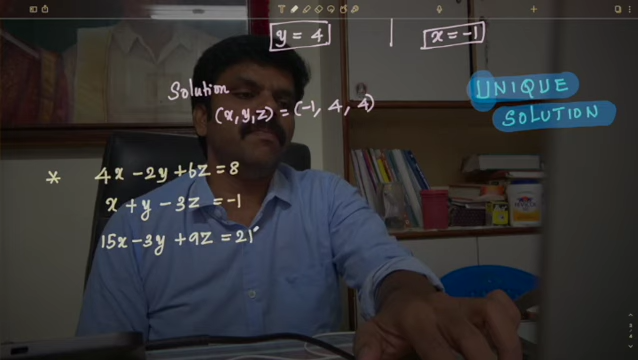 y = 4 | x = -1
Solution
(x, y, z) = (-1, 4, 4)
UNIQUE
SOLUTION
* 4x - 2y + 6z = 8
x + y - 3z = -1
15x - 3y + 9z = 21